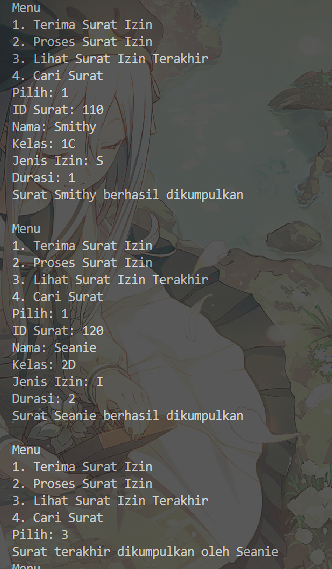 Menu
1. Terima Surat Izin
2. Proses Surat Izin
3. Lihat Surat Izin Terakhir
4. Cari Surat
Pilih: 1
ID Surat: 110
Nama: Smithy
Kelas: 1C
Jenis Izin: S
Durasi: 1
Surat Smithy berhasil dikumpulkan
Menu
1. Terima Surat Izin
2. Proses Surat Izin
3. Lihat Surat Izin Terakhir
4. Cari Surat
Pilih: 1
ID Surat: 120
Nama: Seanie
Kelas: 2D
Jenis Izin: I
Durasi: 2
Surat Seanie berhasil dikumpulkan
Menu
1. Terima Surat Izin
2. Proses Surat Izin
3. Lihat Surat Izin Terakhir
4. Cari Surat
Pilih: 3
Surat terakhir dikumpulkan oleh Seanie
Menu